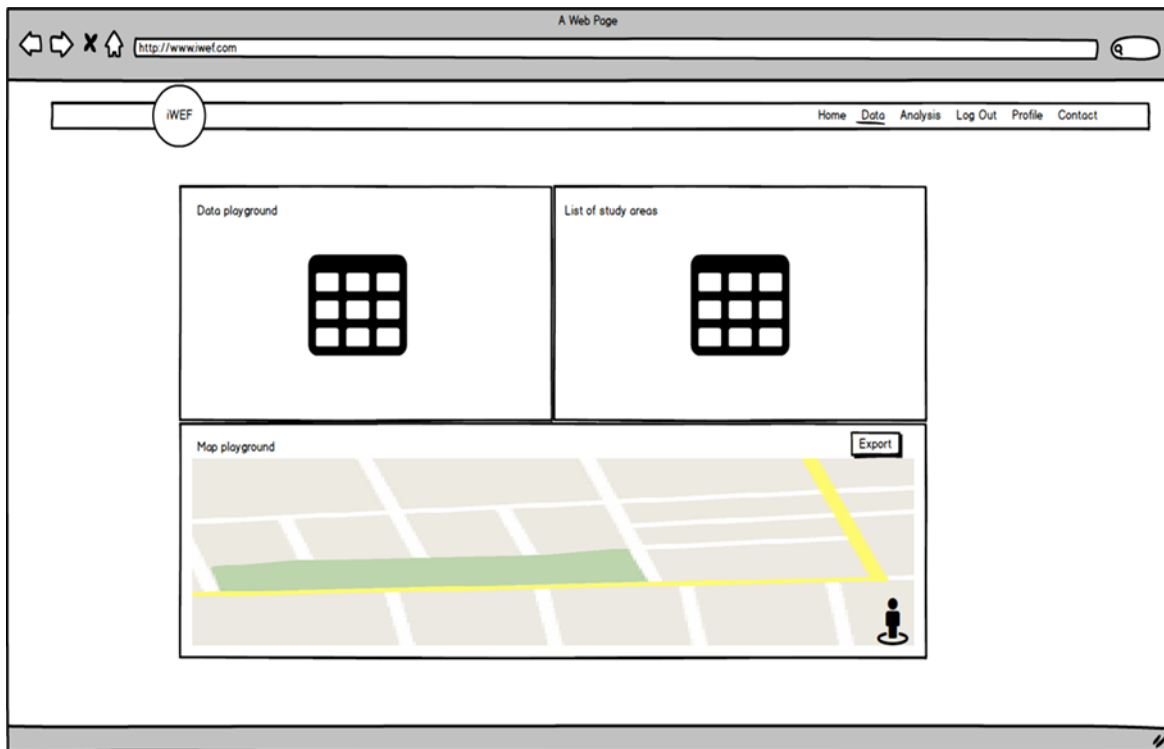 A Web Page
http://www.iwef.com
iWEF
Home Data Analysis Log Out Profile Contact
Data playground
List of study areas
Map playground
Export